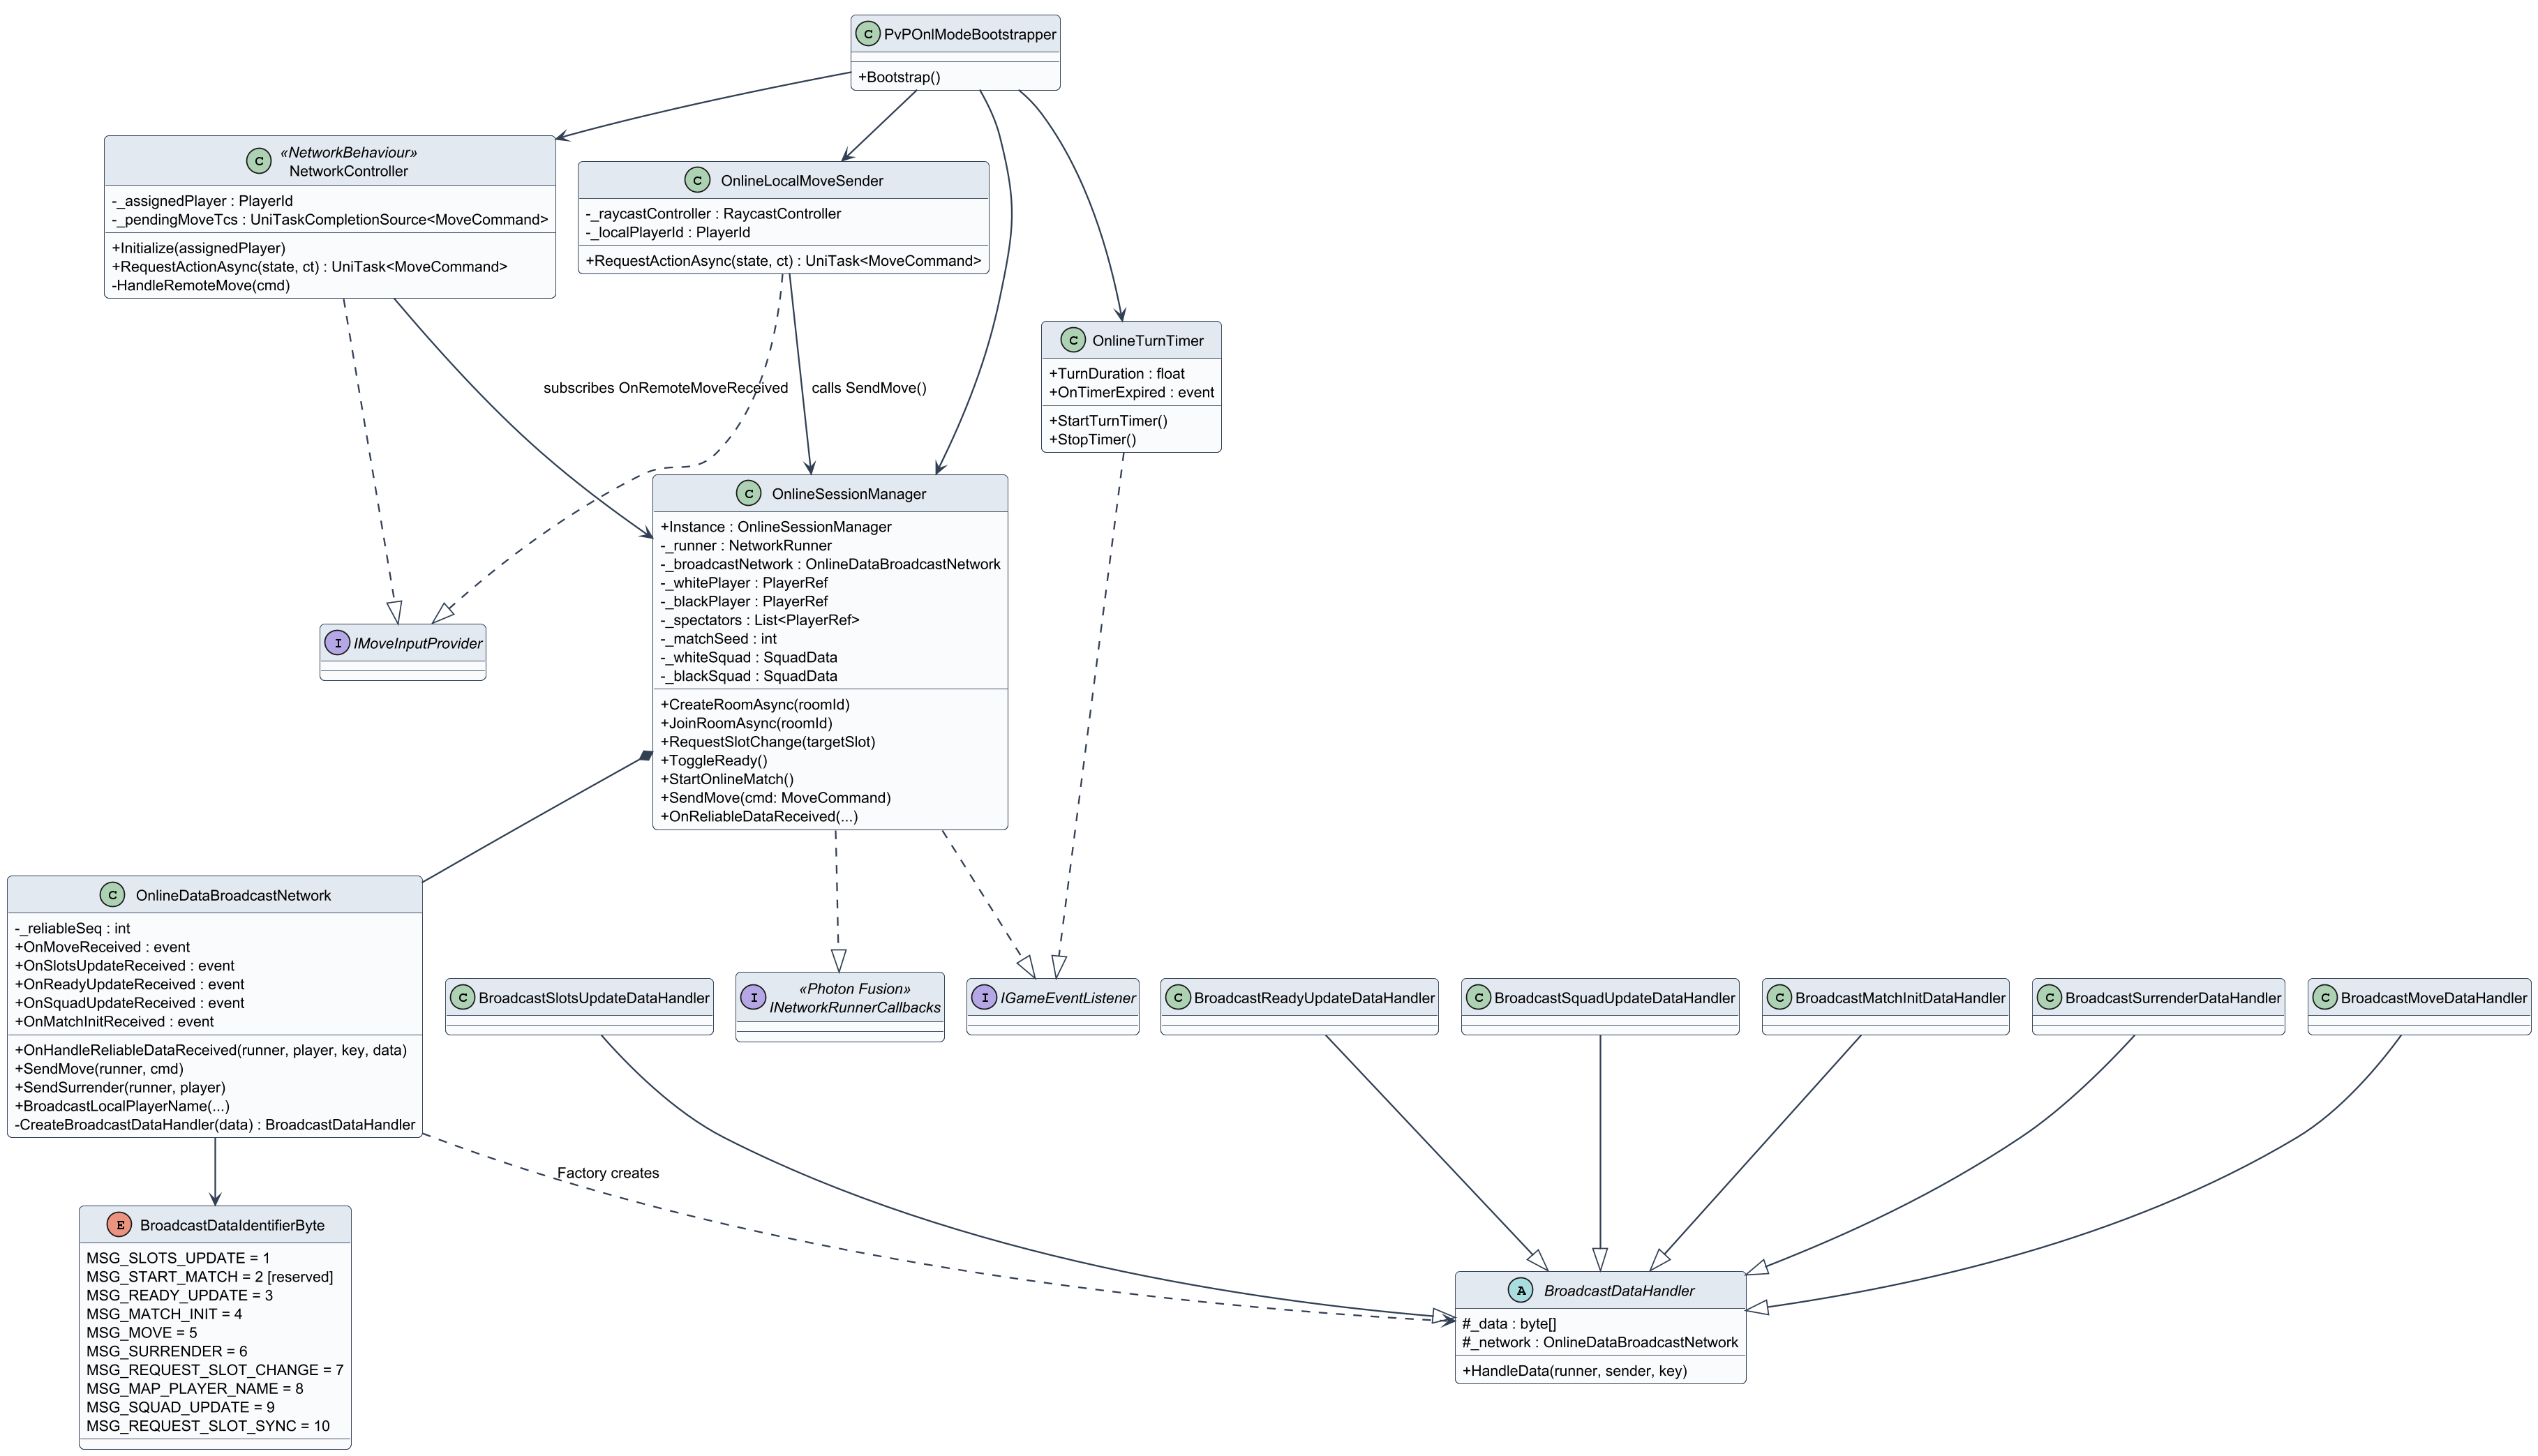 C PvPOnlModeBootstrapper
+Bootstrap()
C «NetworkBehaviour»
NetworkController
-_assignedPlayer : PlayerId
-_pendingMoveTcs : UniTaskCompletionSource<MoveCommand>
+Initialize(assignedPlayer)
+RequestActionAsync(state, ct) : UniTask<MoveCommand>
-HandleRemoteMove(cmd)
C OnlineLocalMoveSender
-_raycastController : RaycastController
-_localPlayerId : PlayerId
+RequestActionAsync(state, ct) : UniTask<MoveCommand>
C OnlineTurnTimer
+TurnDuration : float
+OnTimerExpired : event
+StartTurnTimer()
+StopTimer()
subscribes OnRemoteMoveReceived
calls SendMove()
C OnlineSessionManager
+Instance : OnlineSessionManager
-_runner : NetworkRunner
-_broadcastNetwork : OnlineDataBroadcastNetwork
-_whitePlayer : PlayerRef
-_blackPlayer : PlayerRef
-_spectators : List<PlayerRef>
-_matchSeed : int
-_whiteSquad : SquadData
-_blackSquad : SquadData
+CreateRoomAsync(roomId)
+JoinRoomAsync(roomId)
+RequestSlotChange(targetSlot)
+ToggleReady()
+StartOnlineMatch()
+SendMove(cmd: MoveCommand)
+OnReliableDataReceived(...)
I IMoveInputProvider
C OnlineDataBroadcastNetwork
-_reliableSeq : int
+OnMoveReceived : event
+OnSlotsUpdateReceived : event
+OnReadyUpdateReceived : event
+OnSquadUpdateReceived : event
+OnMatchInitReceived : event
+OnHandleReliableDataReceived(runner, player, key, data)
+SendMove(runner, cmd)
+SendSurrender(runner, player)
+BroadcastLocalPlayerName(...)
-CreateBroadcastDataHandler(data) : BroadcastDataHandler
C BroadcastSlotsUpdateDataHandler
I «Photon Fusion»
INetworkRunnerCallbacks
I IGameEventListener
C BroadcastReadyUpdateDataHandler
C BroadcastSquadUpdateDataHandler
C BroadcastMatchInitDataHandler
C BroadcastSurrenderDataHandler
C BroadcastMoveDataHandler
Factory creates
E BroadcastDataIdentifierByte
MSG_SLOTS_UPDATE = 1
MSG_START_MATCH = 2 [reserved]
MSG_READY_UPDATE = 3
MSG_MATCH_INIT = 4
MSG_MOVE = 5
MSG_SURRENDER = 6
MSG_REQUEST_SLOT_CHANGE = 7
MSG_MAP_PLAYER_NAME = 8
MSG_SQUAD_UPDATE = 9
MSG_REQUEST_SLOT_SYNC = 10
A BroadcastDataHandler
#_data : byte[]
#_network : OnlineDataBroadcastNetwork
+HandleData(runner, sender, key)